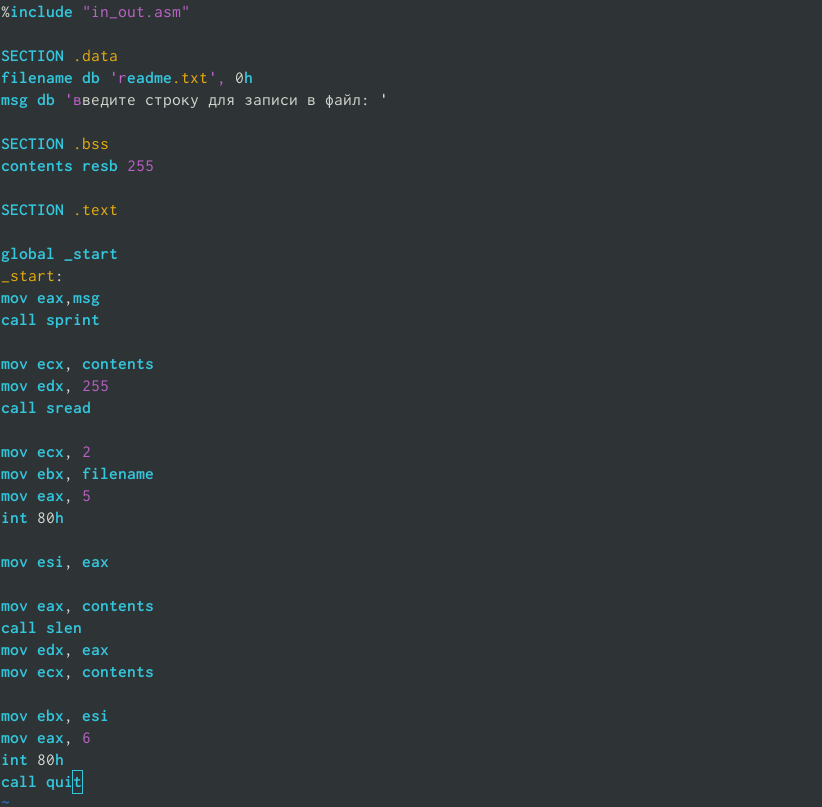 %include "in_out.asm"
SECTION .data
filename db 'readme.txt', 0h
msg db 'введите строку для записи в файл: '
SECTION .bss
contents resb 255
SECTION .text
global _start
_start:
mov eax,msg
call sprint
mov ecx, contents
mov edx, 255
call sread
mov ecx, 2
mov ebx, filename
mov eax, 5
int 80h
mov esi, eax
mov eax, contents
call slen
mov edx, eax
mov ecx, contents
mov ebx, esi
mov eax, 6
int 80h
call quit
~